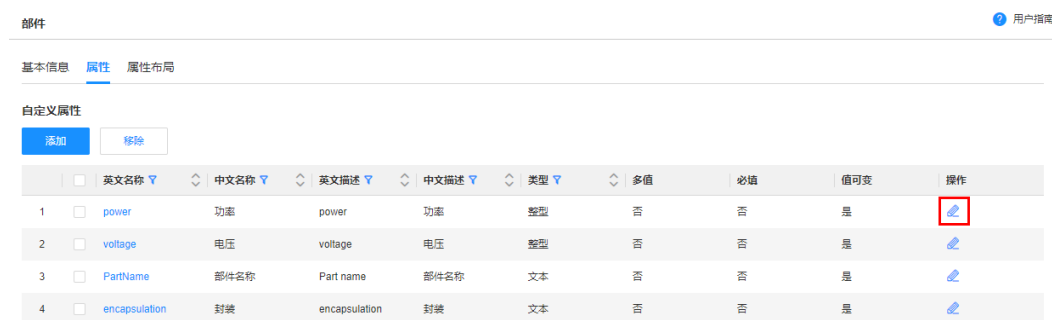 部件
? 用户指南
基本信息 属性 属性布局
自定义属性
添加 移除
英文名称 中文名称 英文描述 中文描述 类型 多值 必填 值可变 操作
1 power 功率 power 功率 整型 否 否 是
2 voltage 电压 voltage 电压 整型 否 否 是
3 PartName 部件名称 Part name 部件名称 文本 否 否 是
4 encapsulation 封装 encapsulation 封装 文本 否 否 是